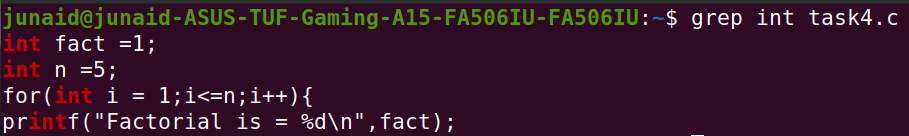 junaid@junaid-ASUS-TUF-Gaming-A15-FA506IU-FA506IU:~$ grep int task4.c
int fact =1;
int n =5;
for(int i = 1;i<=n;i++){
printf("Factorial is = %d\n",fact);